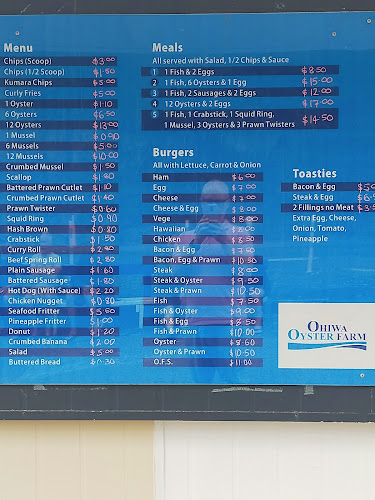 Menu
Chips (Scoop) $3.00
Chips (1/2 Scoop) $1.50
Kumara Chips $5.00
Curly Fries $5.00
1 Oyster $1.10
6 Oysters $6.50
12 Oysters $13.00
1 Mussel $0.90
6 Mussels $5.00
12 Mussels $10.00
Crumbed Mussel $1.50
Scallop $1.80
Battered Prawn Cutlet $1.10
Crumbed Prawn Cutlet $1.40
Prawn Twister $0.60
Squid Ring $0.90
Hash Brown $0.80
Crabstick $1.50
Curry Roll $2.80
Beef Spring Roll $2.80
Plain Sausage $1.60
Battered Sausage $1.80
Hot Dog (With Sauce) $2.20
Chicken Nugget $0.80
Seafood Fritter $5.50
Pineapple Fritter $1.00
Donut $1.20
Crumbed Banana $2.00
Salad $5.00
Buttered Bread $0.30
Meals
All served with Salad, 1/2 Chips & Sauce
1 1 Fish & 2 Eggs $8.50
2 1 Fish, 6 Oysters & 1 Egg $15.00
3 1 Fish, 2 Sausages & 2 Eggs $12.00
4 12 Oysters & 2 Eggs $17.00
5 1 Fish, 1 Crabstick, 1 Squid Ring, $14.50
1 Mussel, 3 Oysters & 3 Prawn Twisters
Burgers
All with Lettuce, Carrot & Onion
Ham $6.00
Egg $7.00
Cheese $7.00
Cheese & Egg $8.00
Vege $8.00
Hawaiian
Chicken $8.50
Bacon & Egg
Bacon, Egg & Prawn $10.50
Steak $8.00
Steak & Oyster $9.50
Steak & Prawn $10.50
Fish $7.50
Fish & Oyster $9.00
Fish & Egg $8.50
Fish & Prawn $10.00
Oyster $8.60
Oyster & Prawn $10.50
O.F.S. $11.00
Toasties
Bacon & Egg
Steak & Egg
2 Fillings no Meat
Extra Egg, Cheese,
Onion, Tomato,
Pineapple
OHIWA
OYSTER FARM